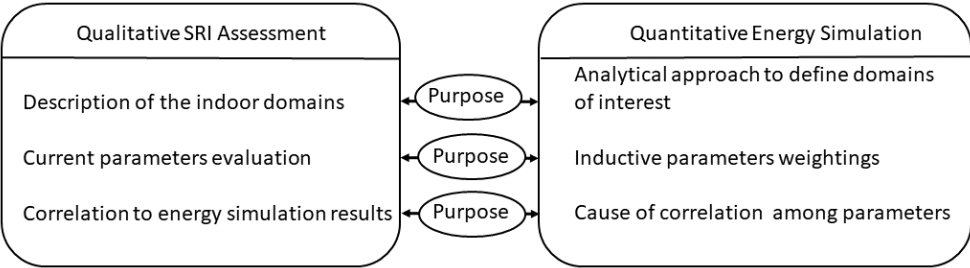 Qualitative SRI Assessment
Description of the indoor domains
Current parameters evaluation
Correlation to energy simulation results
Purpose
Purpose
Purpose
Quantitative Energy Simulation
Analytical approach to define domains
of interest
Inductive parameters weightings
Cause of correlation among parameters